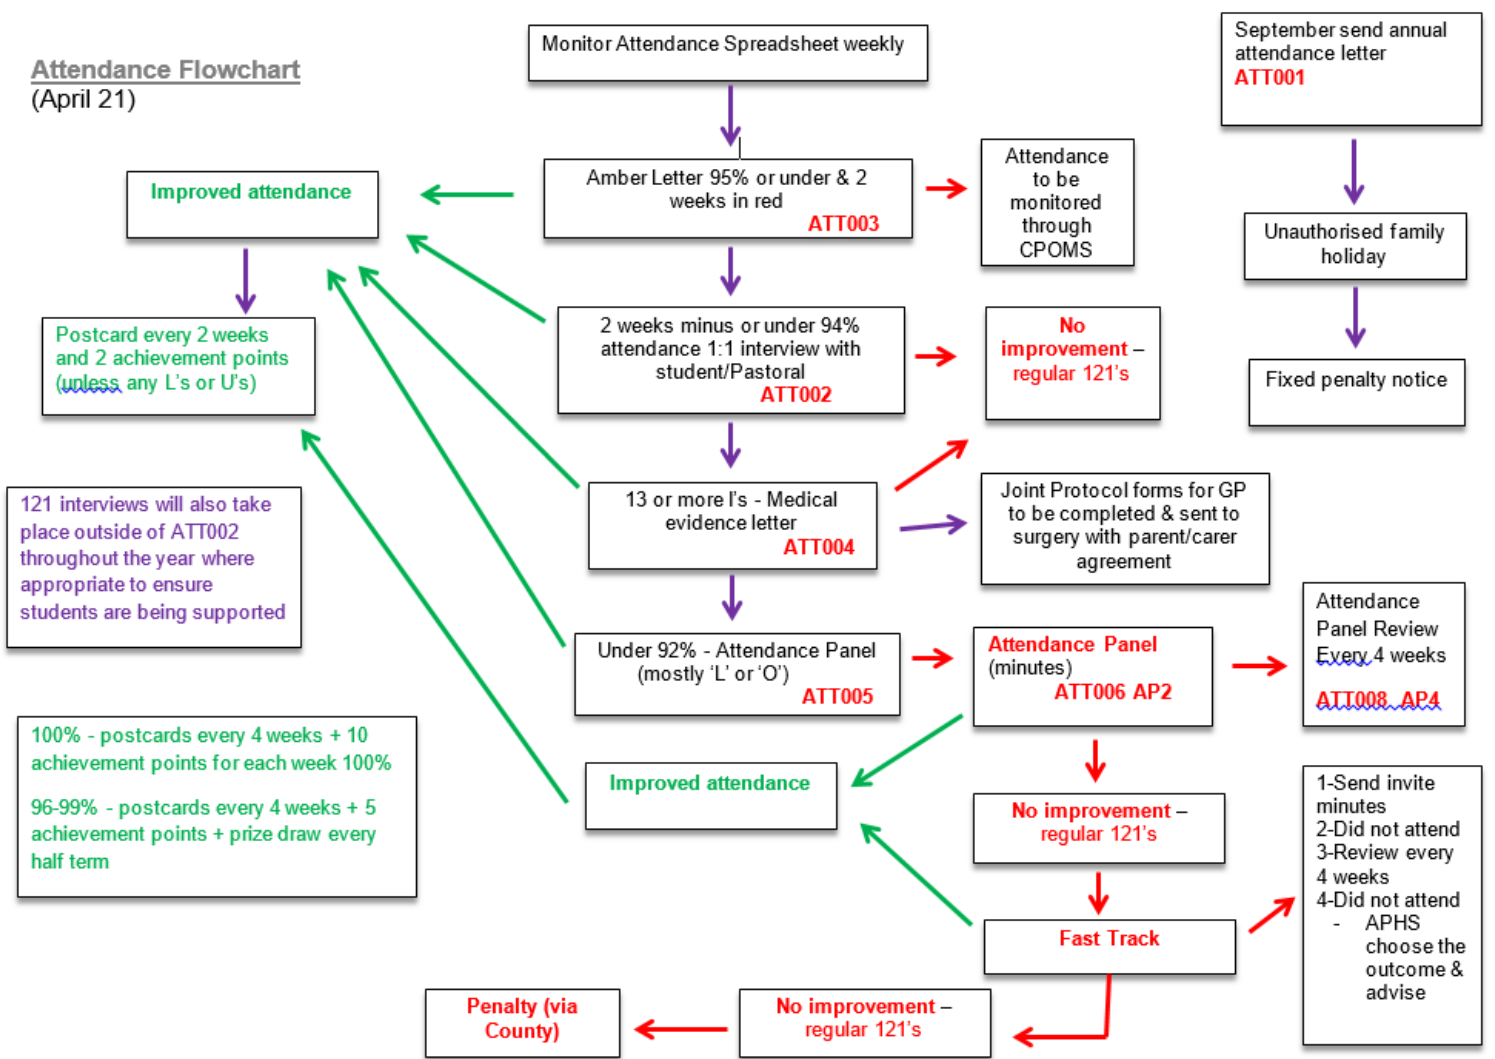 Attendance Flowchart
(April 21)
Monitor Attendance Spreadsheet weekly
September send annual
attendance letter
ATT001
Improved attendance
Amber Letter 95% or under & 2
weeks in red
ATT003
Attendance
to be
monitored
through
CPOMS
Unauthorised family
holiday
Postcard every 2 weeks
and 2 achievement points
(unless any L's or U's)
2 weeks minus or under 94%
attendance 1:1 interview with
student/Pastoral
ATT002
No
improvement –
regular 121's
Fixed penalty notice
121 interviews will also take
place outside of ATT002
throughout the year where
appropriate to ensure
students are being supported
13 or more I's - Medical
evidence letter
ATT004
Joint Protocol forms for GP
to be completed & sent to
surgery with parent/carer
agreement
Under 92% - Attendance Panel
(mostly 'L' or 'O')
ATT005
Attendance Panel
(minutes)
ATT006 AP2
Attendance
Panel Review
Every 4 weeks
ATT008 AP4
100% - postcards every 4 weeks + 10
achievement points for each week 100%
96-99% - postcards every 4 weeks + 5
achievement points + prize draw every
half term
Improved attendance
No improvement –
regular 121's
1-Send invite
minutes
2-Did not attend
3-Review every
4 weeks
4-Did not attend
- APHS
choose the
outcome &
advise
Fast Track
Penalty (via
County)
No improvement –
regular 121's